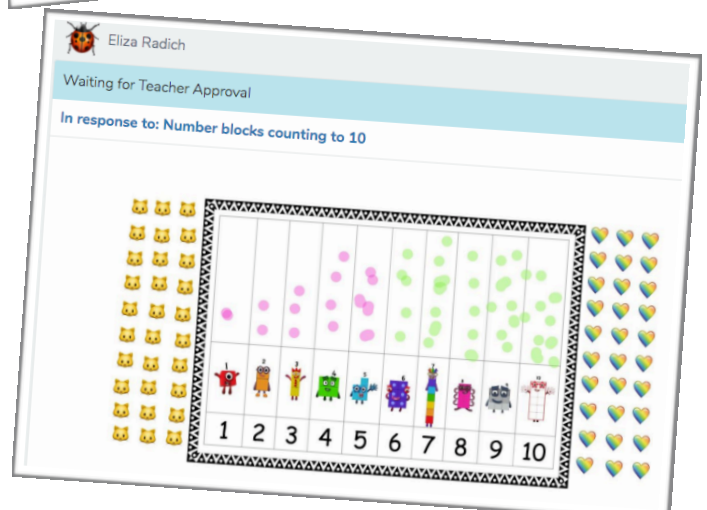 Eliza Radich
Waiting for Teacher Approval
In response to: Number blocks counting to 10
1 2 3 4 5 6 7 8 9 10